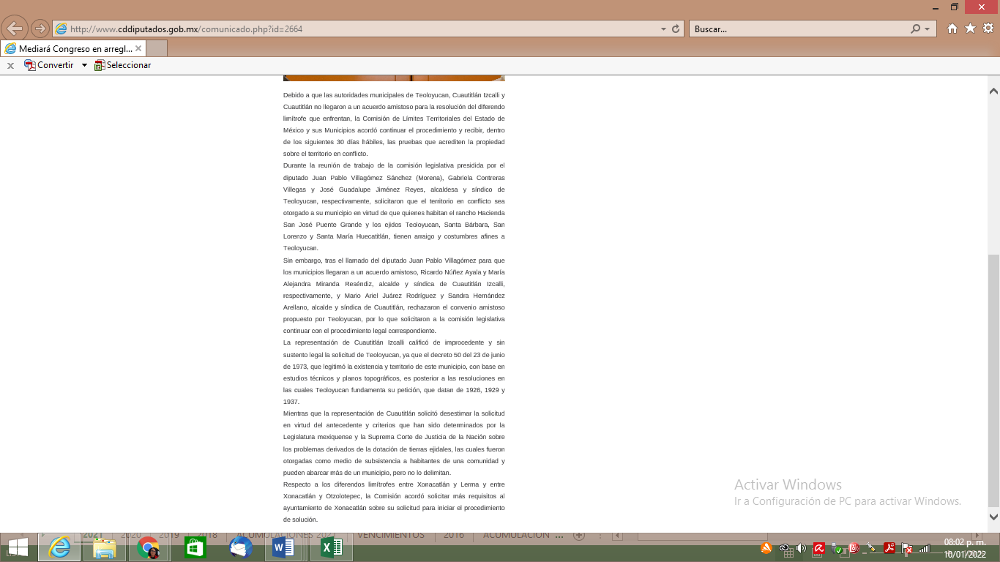 http://www.cddiputados.gob.mx/comunicado.php?id=2664
Buscar...
Mediará Congreso en arregl...
x Convertir Seleccionar
Debido a que las autoridades municipales de Teoloyucan, Cuautitlán Izcalli y
Cuautitlán no llegaron a un acuerdo amistoso para la resolución del diferendo
limítrofe que enfrentan, la Comisión de Límites Territoriales del Estado de
México y sus Municipios acordó continuar el procedimiento y recibir, dentro
de los siguientes 30 días hábiles, las pruebas que acrediten la propiedad
sobre el territorio en conflicto.
Durante la reunión de trabajo de la comisión legislativa presidida por el
diputado Juan Pablo Villagómez Sánchez (Morena), Gabriela Contreras
Villegas y José Guadalupe Jiménez Reyes, alcaldesa y síndico de
Teoloyucan, respectivamente, solicitaron que el territorio en conflicto sea
otorgado a su municipio en virtud de que quienes habitan el rancho Hacienda
San José Puente Grande y los ejidos Teoloyucan, Santa Bárbara, San
Lorenzo y Santa María Huecatitlán, tienen arraigo y costumbres afines a
Teoloyucan.
Sin embargo, tras el llamado del diputado Juan Pablo Villagómez para que
los municipios llegaran a un acuerdo amistoso, Ricardo Núñez Ayala y María
Alejandra Miranda Reséndiz, alcalde y síndica de Cuautitlán Izcalli,
respectivamente, y Mario Ariel Juárez Rodríguez y Sandra Hernández
Arellano, alcalde y síndica de Cuautitlán, rechazaron el convenio amistoso
propuesto por Teoloyucan, por lo que solicitaron a la comisión legislativa
continuar con el procedimiento legal correspondiente.
La representación de Cuautitlán Izcalli calificó de improcedente y sin
sustento legal la solicitud de Teoloyucan, ya que el decreto 50 del 23 de junio
de 1973, que legitimó la existencia y territorio de este municipio, con base en
estudios técnicos y planos topográficos, es posterior a las resoluciones en
las cuales Teoloyucan fundamenta su petición, que datan de 1926, 1929 y
1937.
Mientras que la representación de Cuautitlán solicitó desestimar la solicitud
en virtud del antecedente y criterios que han sido determinados por la
Legislatura mexiquense y la Suprema Corte de Justicia de la Nación sobre
los problemas derivados de la dotación de tierras ejidales, las cuales fueron
otorgadas como medio de subsistencia a habitantes de una comunidad y
pueden abarcar más de un municipio, pero no lo delimitan.
Respecto a los diferendos limítrofes entre Xonacatlán y Lerma y entre
Xonacatlán y Otzolotepec, la Comisión acordó solicitar más requisitos al
ayuntamiento de Xonacatlán sobre su solicitud para iniciar el procedimiento
de solución.
Activar Windows
Ir a Configuración de PC para activar Windows.
2021 2020 2019 2018 ACUMULACIONES VENCIMIENTOS 2016 ACUMULACION ...
08:02 p. m.
10/01/2022